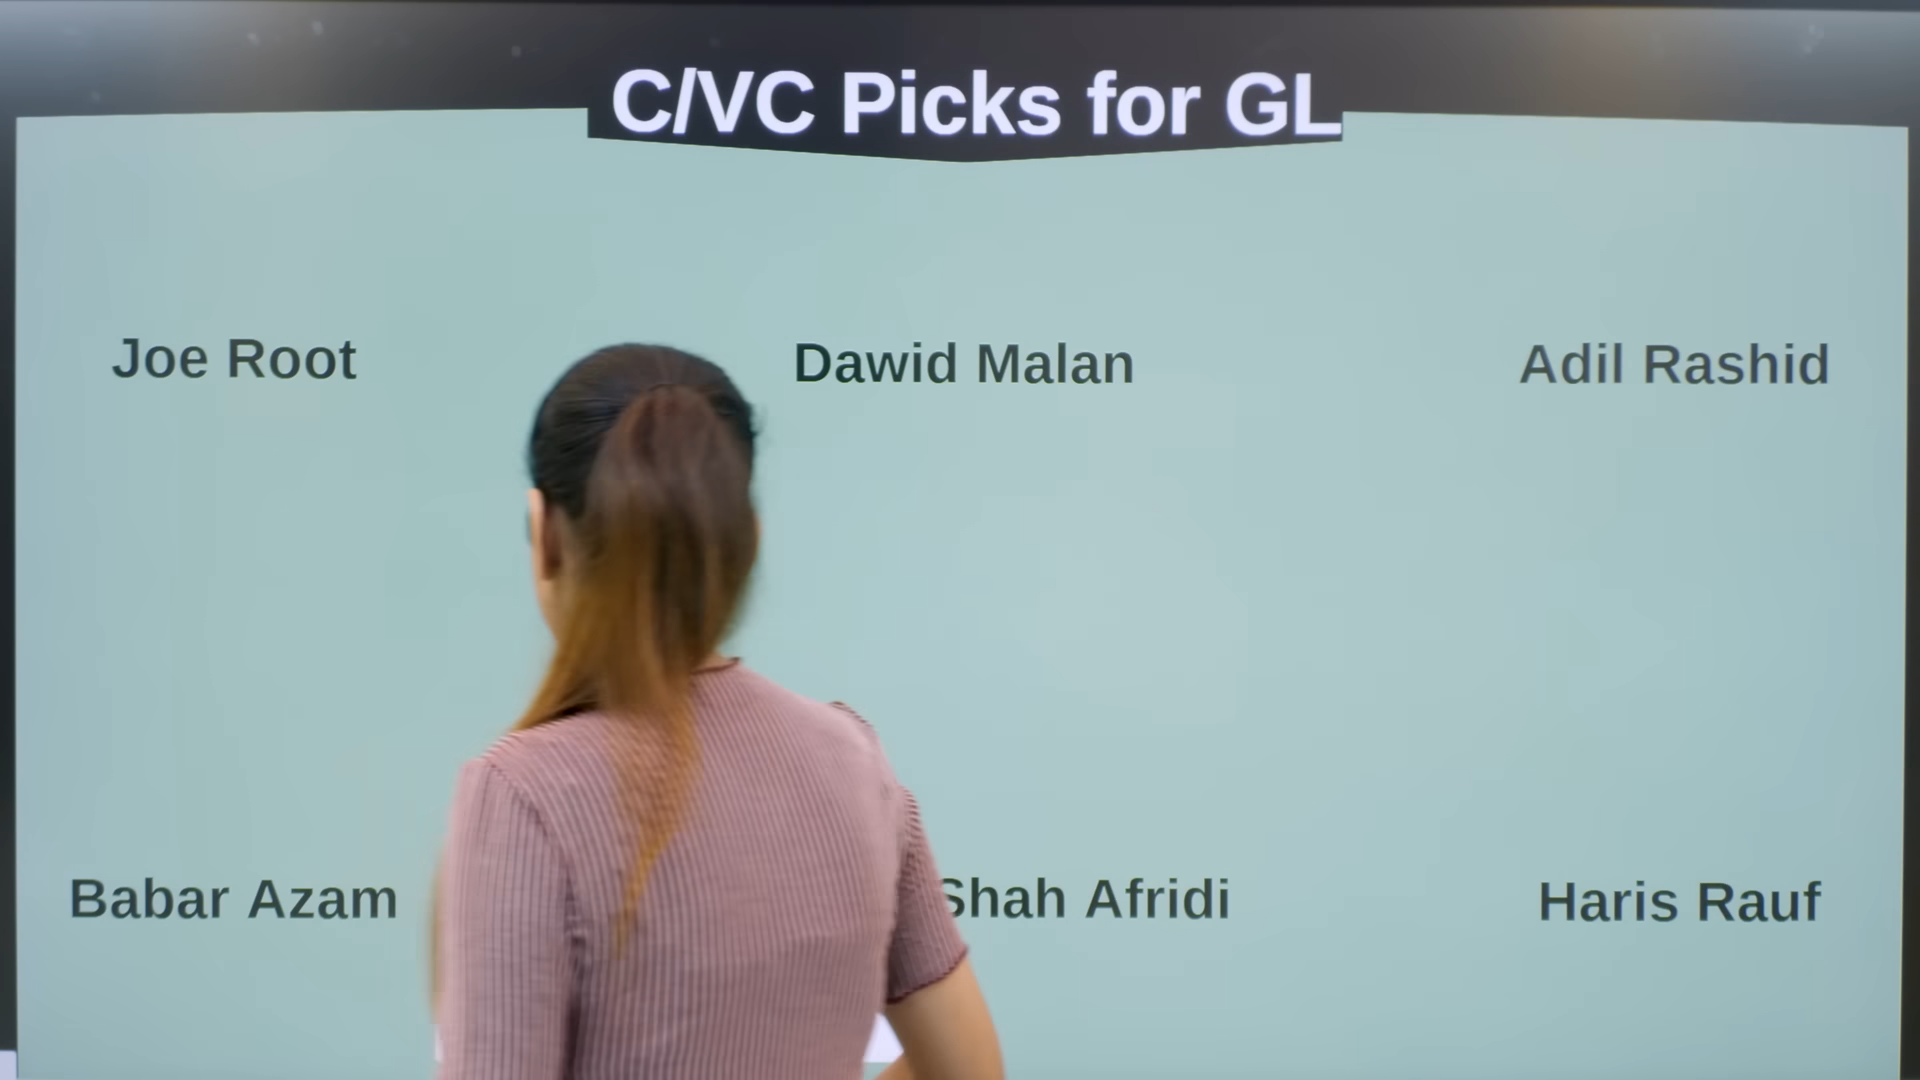 C/VC Picks for GL
Joe Root
Dawid Malan
Adil Rashid
Babar Azam
Shah Afridi
Haris Rauf